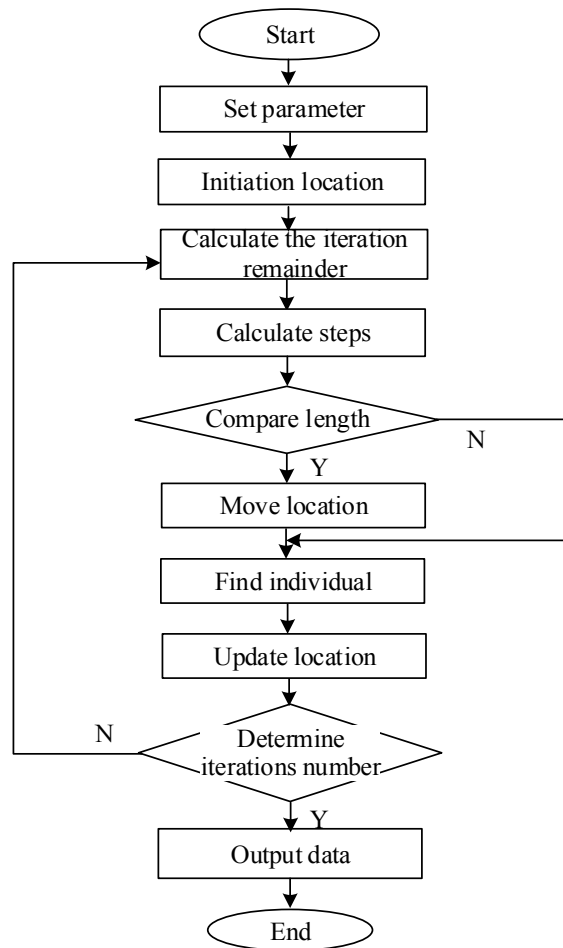 Start
Set parameter
Initiation location
Calculate the iteration
remainder
Calculate steps
Compare length
N
Y
Move location
Find individual
Update location
N
Determine
iterations number
Y
Output data
End